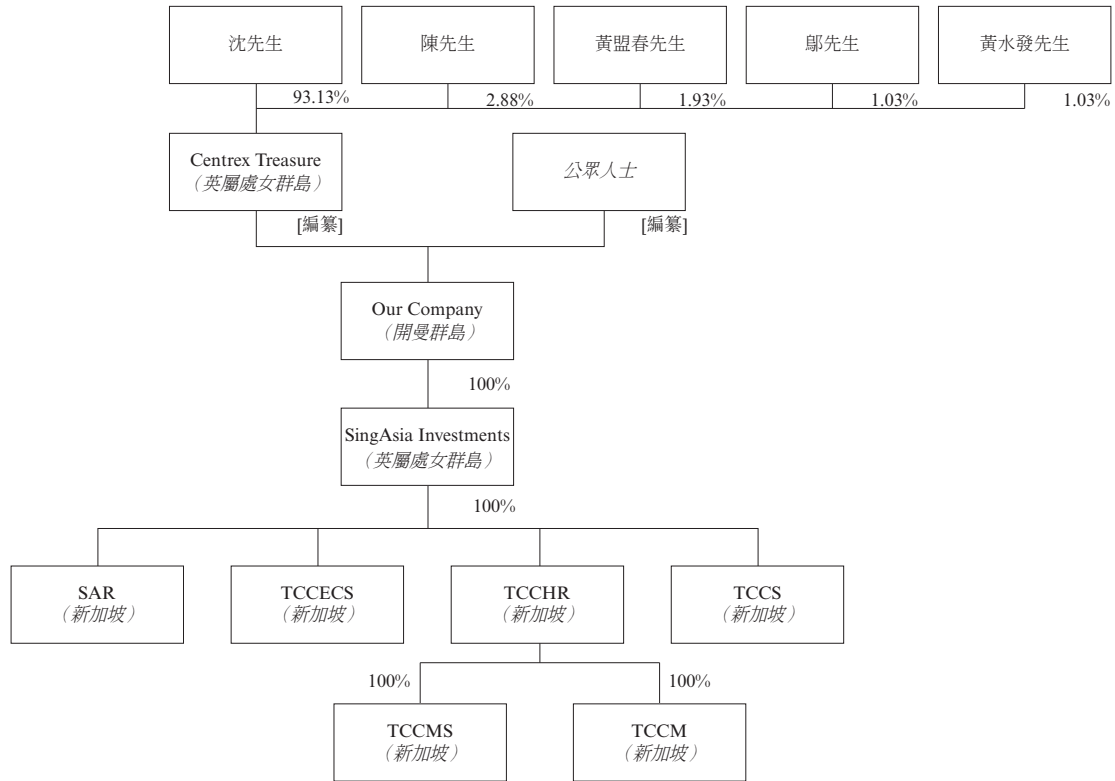 沈先生
陳先生
黃盟春先生
鄔先生
黃水發先生
93.13%
2.88%
1.93%
1.03%
1.03%
Centrex Treasure
（英屬處女群島）
公眾人士
[編纂]
[編纂]
Our Company
（開曼群島）
100%
SingAsia Investments
（英屬處女群島）
100%
SAR
（新加坡）
TCCECS
（新加坡）
TCCHR
（新加坡）
TCCS
（新加坡）
100%
100%
TCCMS
（新加坡）
TCCM
（新加坡）